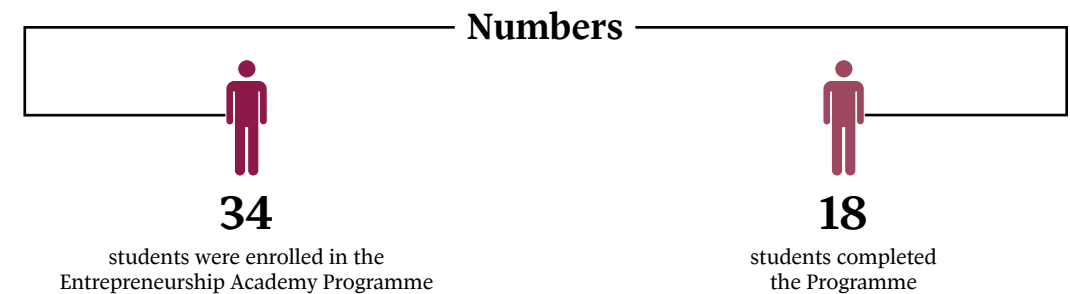 Numbers
34
students were enrolled in the
Entrepreneurship Academy Programme
18
students completed
the Programme